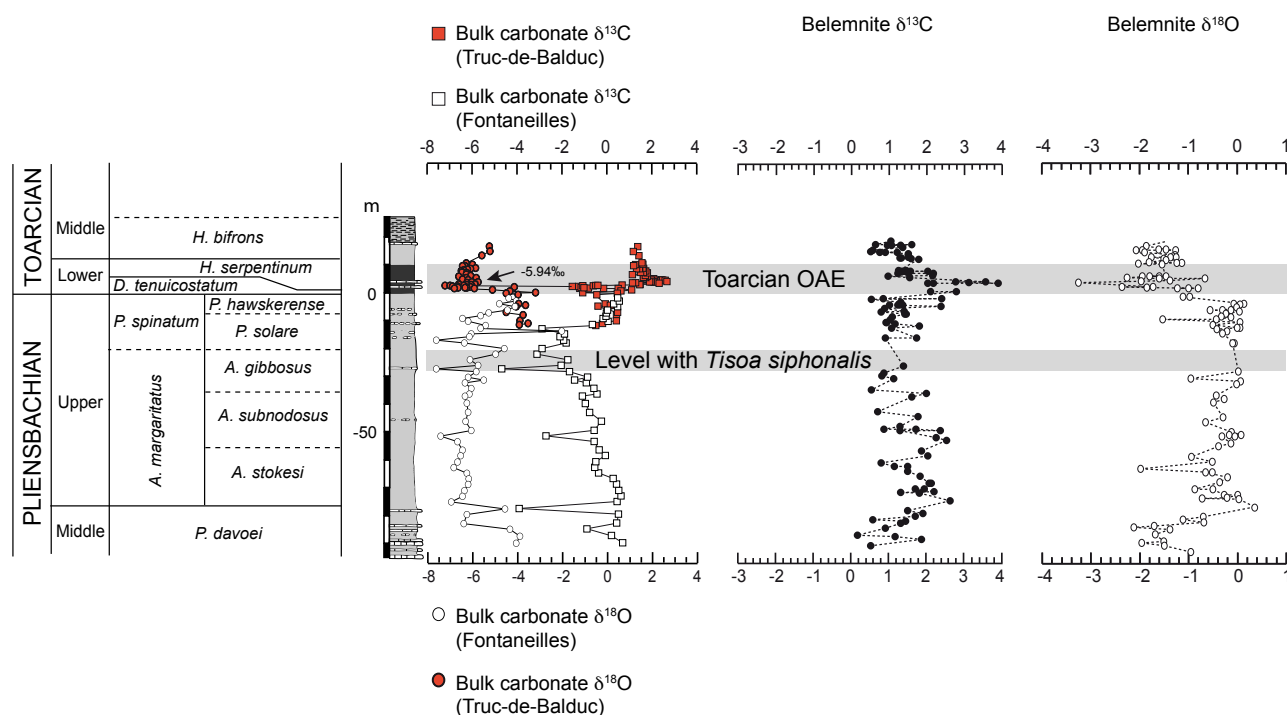 Bulk carbonate δ¹³C
(Truc-de-Balduc)
Bulk carbonate δ¹³C
(Fontaneilles)
Belemnite δ¹³C
Belemnite δ¹⁸O
-8 -6 -4 -2 0 2 4
-3 -2 -1 0 1 2 3 4
-4 -3 -2 -1 0 1
TOARCIAN
Middle
H. bifrons
Lower
H. serpentinum
D. tenuicostatum
PLIENSBACHIAN
Upper
P. spinatum
P. hawskerense
P. solare
A. margaritatus
A. gibbosus
A. subnodosus
A. stokesi
Middle
P. davoei
m
0
-50
-5.94‰
Toarcian OAE
Level with Tisoa siphonalis
-8 -6 -4 -2 0 2 4
-3 -2 -1 0 1 2 3 4
-4 -3 -2 -1 0 1
Bulk carbonate δ¹⁸O
(Fontaneilles)
Bulk carbonate δ¹⁸O
(Truc-de-Balduc)